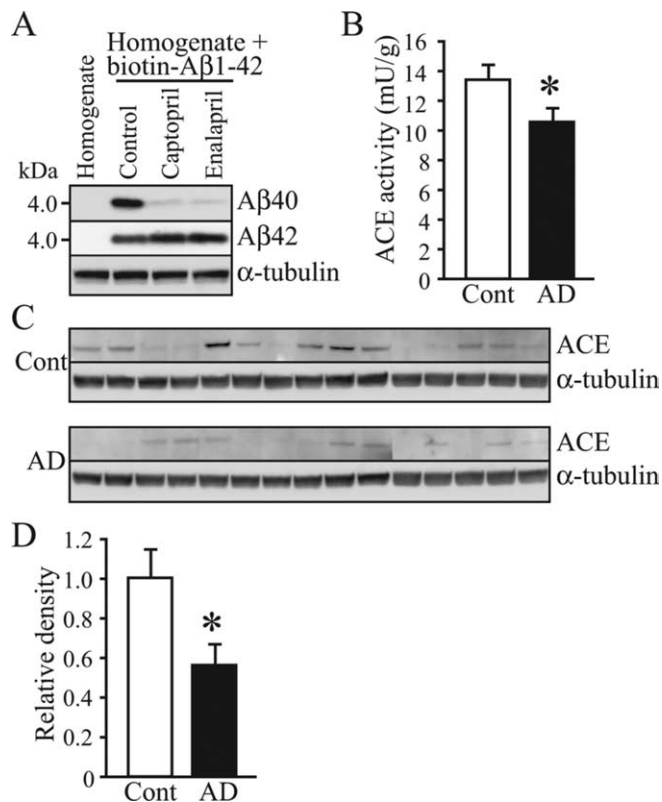 A
Homogenate +
biotin-Aβ1-42
Homogenate
Control
Captopril
Enalapril
kDa
4.0
Aβ40
4.0
Aβ42
α-tubulin
B
ACE activity (mU/g)
16
14
12
10
8
6
4
2
0
*
Cont AD
C
Cont
ACE
α-tubulin
AD
ACE
α-tubulin
D
Relative density
1.2
1.0
0.8
0.6
0.4
0.2
0
*
Cont AD